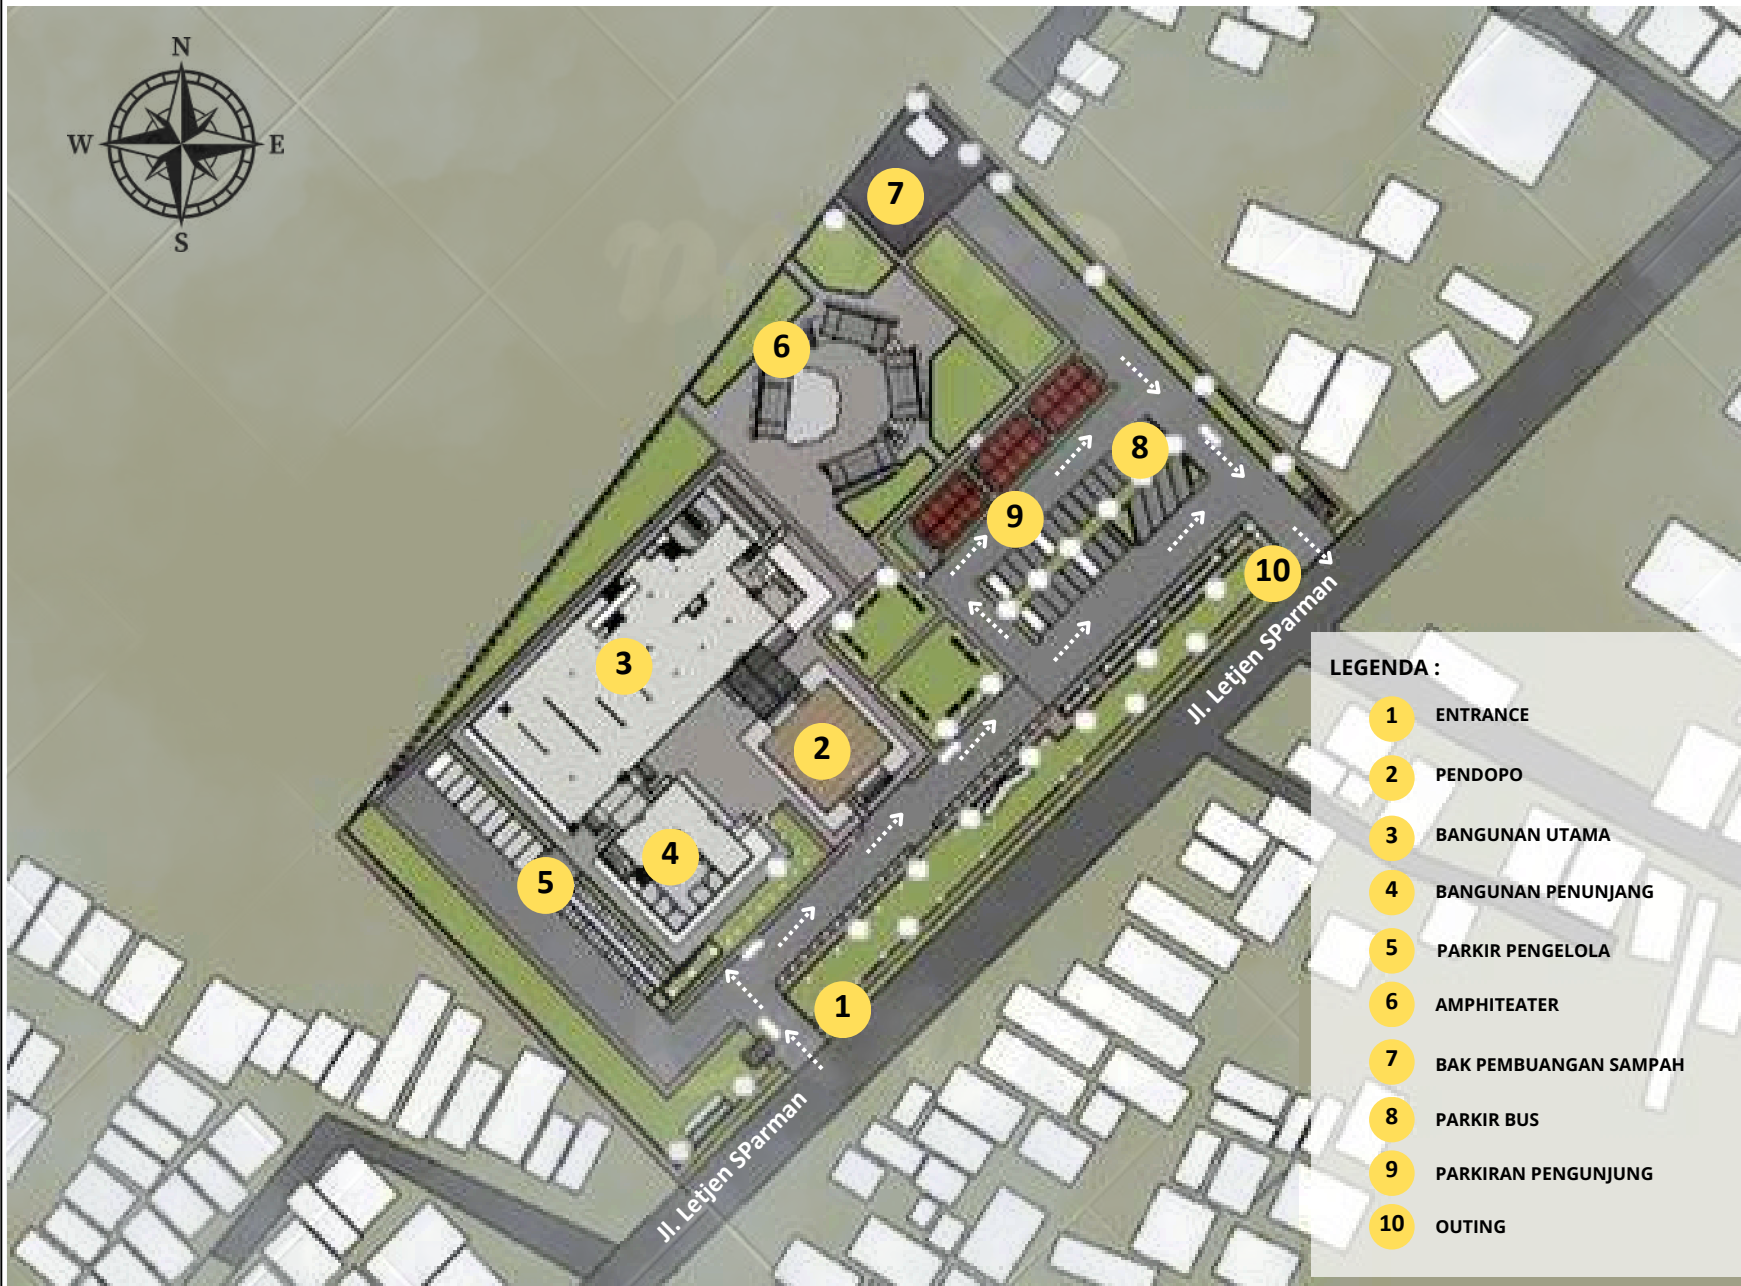 N
W
E
S
7
6
8
9
10
3
2
4
5
1
Jl. Letjen SParman
Jl. Letjen SParman
LEGENDA :
1 ENTRANCE
2 PENDOPO
3 BANGUNAN UTAMA
4 BANGUNAN PENUNJANG
5 PARKIR PENGELOLA
6 AMPHITEATER
7 BAK PEMBUANGAN SAMPAH
8 PARKIR BUS
9 PARKIRAN PENGUNJUNG
10 OUTING